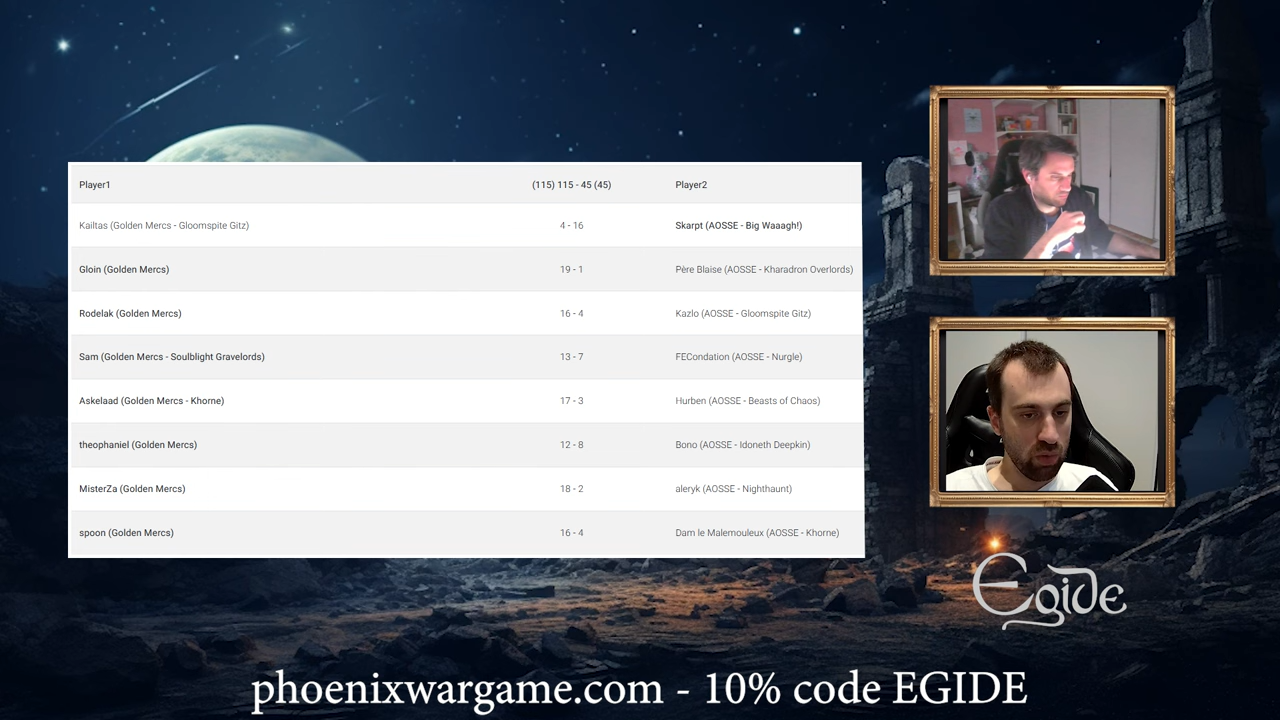 Player1 (115) 115 - 45 (45) Player2
Kailtas (Golden Mercs - Gloomspite Gitz) 4 - 16 Skarpt (AOSSE - Big Waaagh!)
Gloin (Golden Mercs) 19 - 1 Père Blaise (AOSSE - Kharadron Overlords)
Rodelak (Golden Mercs) 16 - 4 Kazlo (AOSSE - Gloomspite Gitz)
Sam (Golden Mercs - Soulblight Gravelords) 13 - 7 FECondation (AOSSE - Nurgle)
Askelaad (Golden Mercs - Khorne) 17 - 3 Hurben (AOSSE - Beasts of Chaos)
theophaniel (Golden Mercs) 12 - 8 Bono (AOSSE - Idoneth Deepkin)
MisterZa (Golden Mercs) 18 - 2 aleryk (AOSSE - Nighthaunt)
spoon (Golden Mercs) 16 - 4 Dam le Malemouleux (AOSSE - Khorne)
Egide
phoenixwargame.com - 10% code EGIDE